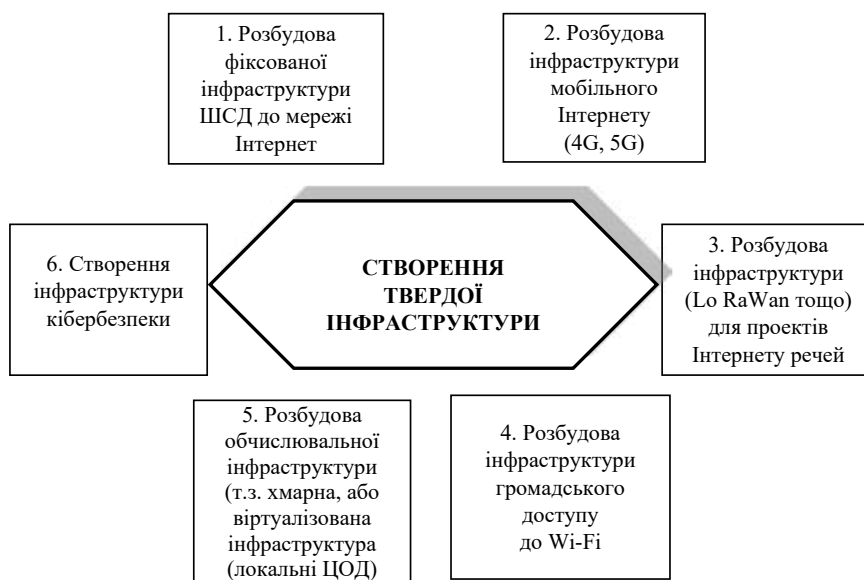 1. Розбудова
фіксованої
інфраструктури
ШСД до мережі
Інтернет
2. Розбудова
інфраструктури
мобільного
Інтернету
(4G, 5G)
6. Створення
інфраструктури
кібербезпеки
СТВОРЕННЯ
ТВЕРДОЇ
ІНФРАСТРУКТУРИ
3. Розбудова
інфраструктури
(Lo RaWan тощо)
для проектів
Інтернету речей
5. Розбудова
обчислювальної
інфраструктури
(т.з. хмарна, або
віртуалізована
інфраструктура
(локальні ЦОД)
4. Розбудова
інфраструктури
громадського
доступу
до Wi-Fi